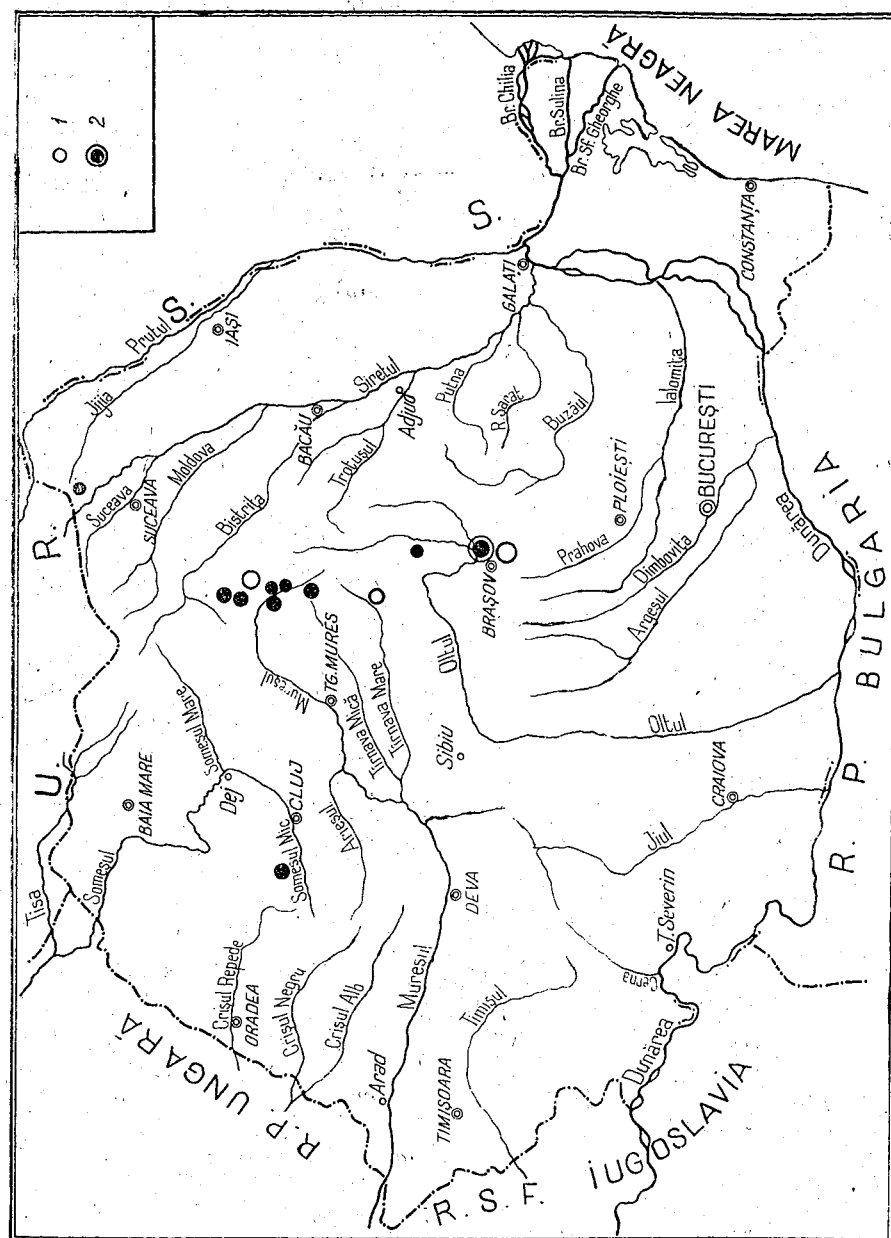 1
2
U.
R.
S.
S.
R.P. UNGARĂ
R. S. F.
IUGOSLAVIA
R. P. BULGARIA
MAREA NEAGRĂ
Tisa
Someșul
BAIA MARE
Someșul Mare
Dej
Someșul Mic
CLUJ
Crișul Repede
ORADEA
Crișul Negru
Crișul Alb
Arieșul
Mureșul
TG. MUREȘ
Tîrnava Mică
Tîrnava Mare
Mureșul
Arad
DEVA
TIMIȘOARA
Timișul
Sibiu
Oltul
BRAȘOV
Suceava
SUCEAVA
Moldova
Bistrița
BACĂU
Trotușul
Siretul
Adjud
Jijia
Prutul
IAȘI
Putna
R. Sărat
Buzăul
GALAȚI
Br. Chilia
Br. Sulina
Br. Sf. Gheorghe
CONSTANȚA
Ialomița
PLOIEȘTI
Prahova
BUCUREȘTI
Dîmbovița
Argeșul
Dunărea
Oltul
CRAIOVA
Jiul
T. Severin
Cerna
Dunărea